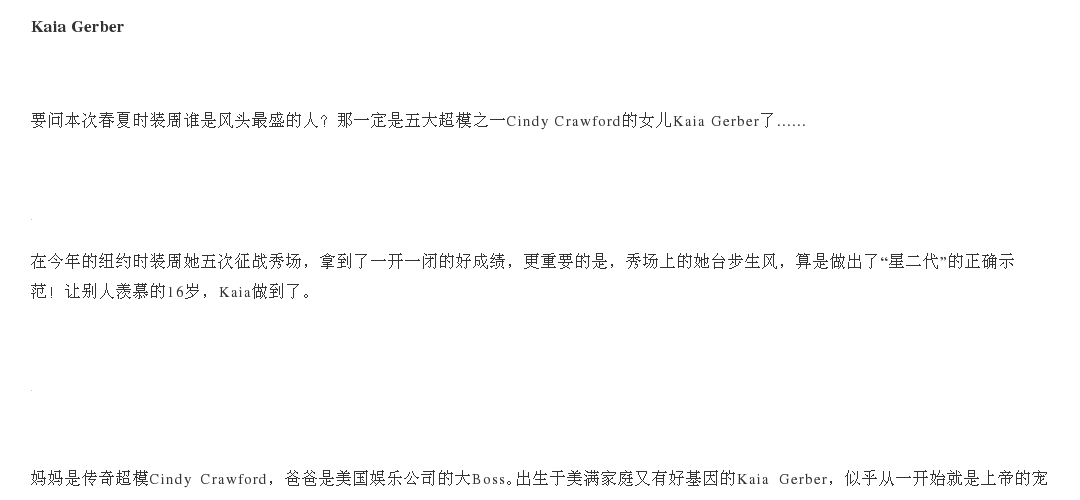 Kaia Gerber
要问本次春夏时装周谁是风头最盛的人？那一定是五大超模之一Cindy Crawford的女儿Kaia Gerber了……
在今年的纽约时装周她五次征战秀场，拿到了一开一闭的好成绩，更重要的是，秀场上的她台步生风，算是做出了“星二代”的正确示
范！让别人羡慕的16岁，Kaia做到了。
妈妈是传奇超模Cindy Crawford，爸爸是美国娱乐公司的大Boss。出生于美满家庭又有好基因的Kaia Gerber，似乎从一开始就是上帝的宠